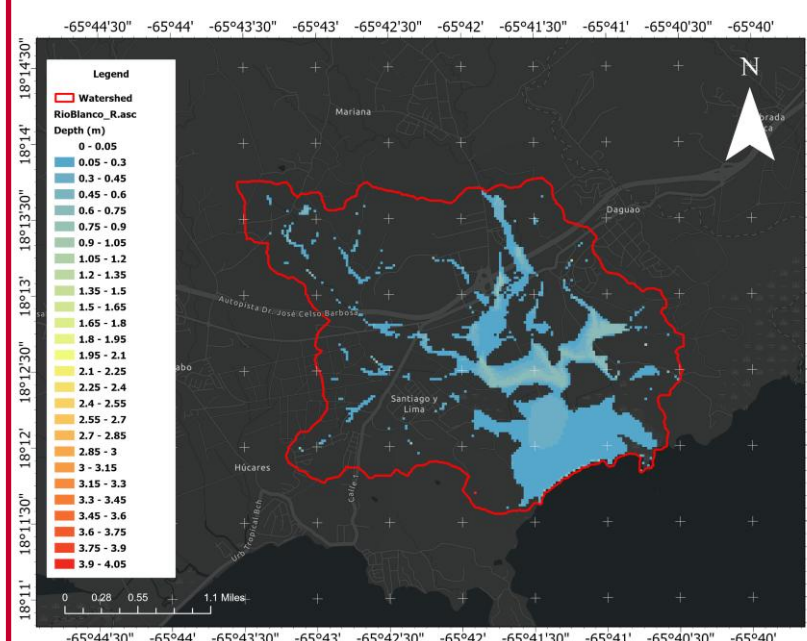 -65°44'30" -65°44' -65°43'30" -65°43' -65°42'30" -65°42' -65°41'30" -65°41' -65°40'30" -65°40'
18°14'30"
18°14'
18°13'30"
18°13'
18°12'30"
18°12'
18°11'30"
18°11'
Legend
Watershed
RioBlanco_R.asc
Depth (m)
0 - 0.05
0.05 - 0.3
0.3 - 0.45
0.45 - 0.6
0.6 - 0.75
0.75 - 0.9
0.9 - 1.05
1.05 - 1.2
1.2 - 1.35
1.35 - 1.5
1.5 - 1.65
1.65 - 1.8
1.8 - 1.95
1.95 - 2.1
2.1 - 2.25
2.25 - 2.4
2.4 - 2.55
2.55 - 2.7
2.7 - 2.85
2.85 - 3
3 - 3.15
3.15 - 3.3
3.3 - 3.45
3.45 - 3.6
3.6 - 3.75
3.75 - 3.9
3.9 - 4.05
N
Mariana
Daguao
Autopista Dr. José Celso Barbosa
Santiago y
Lima
Húcares
Calle 1
Urb Tropical Bch
0 0.28 0.55 1.1 Miles
-65°44'30" -65°44' -65°43'30" -65°43' -65°42'30" -65°42' -65°41'30" -65°41' -65°40'30" -65°40'